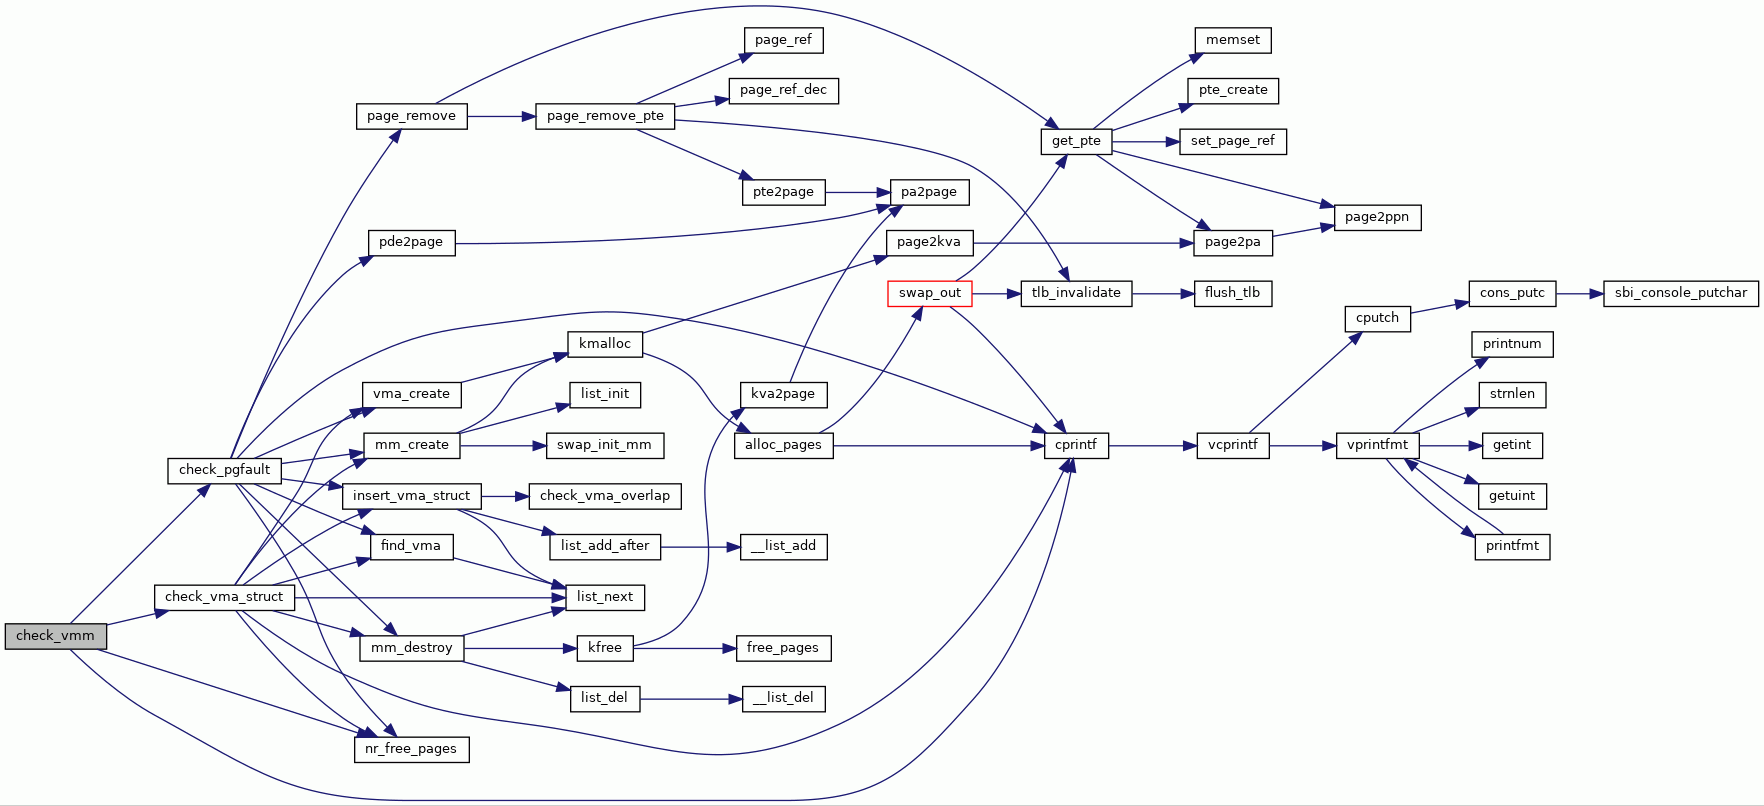 page_ref
memset
page_ref_dec
pte_create
page_remove
page_remove_pte
get_pte
set_page_ref
pte2page
pa2page
page2ppn
pde2page
page2kva
page2pa
swap_out
tlb_invalidate
flush_tlb
cons_putc
sbi_console_putchar
cputch
kmalloc
printnum
vma_create
list_init
kva2page
strnlen
mm_create
swap_init_mm
alloc_pages
cprintf
vcprintf
vprintfmt
getint
check_pgfault
insert_vma_struct
check_vma_overlap
getuint
find_vma
list_add_after
__list_add
printfmt
check_vma_struct
list_next
check_vmm
mm_destroy
kfree
free_pages
list_del
__list_del
nr_free_pages